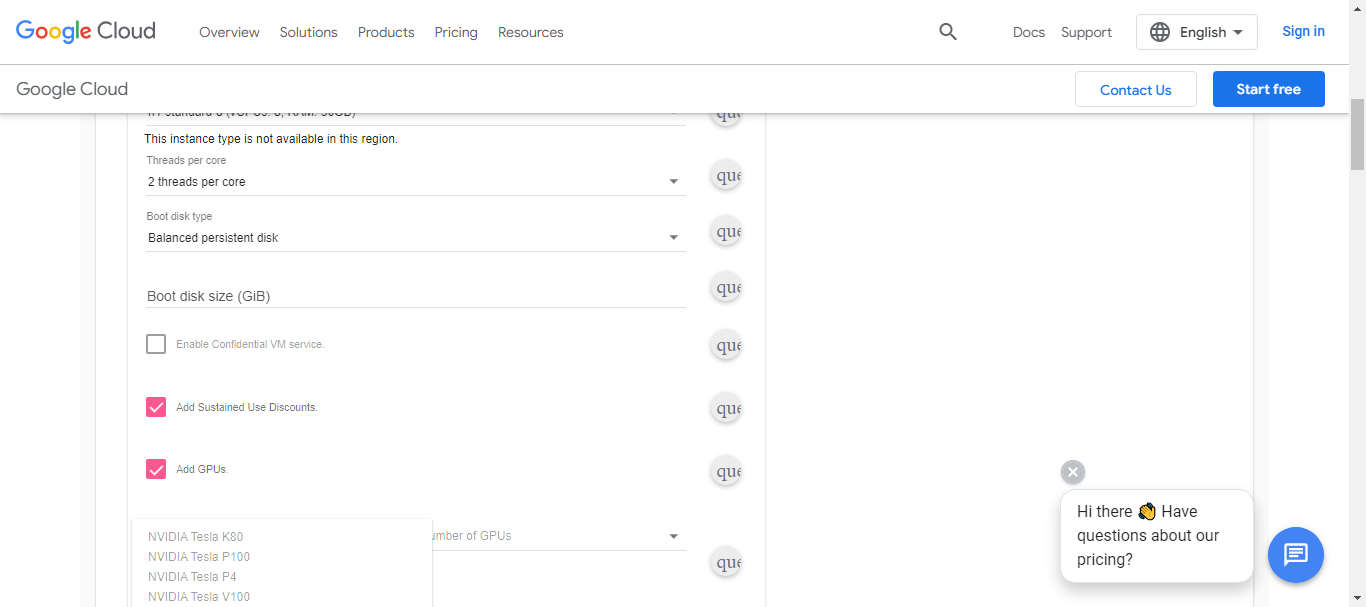 Google Cloud
Overview Solutions Products Pricing Resources
Docs Support
English
Sign in
Google Cloud
Contact Us
Start free
que
This instance type is not available in this region.
Threads per core
2 threads per core
que
Boot disk type
Balanced persistent disk
que
Boot disk size (GiB)
que
Enable Confidential VM service.
que
Add Sustained Use Discounts.
que
Add GPUs.
que
NVIDIA Tesla K80
NVIDIA Tesla P100
NVIDIA Tesla P4
NVIDIA Tesla V100
umber of GPUs
que
Hi there 👋 Have
questions about our
pricing?